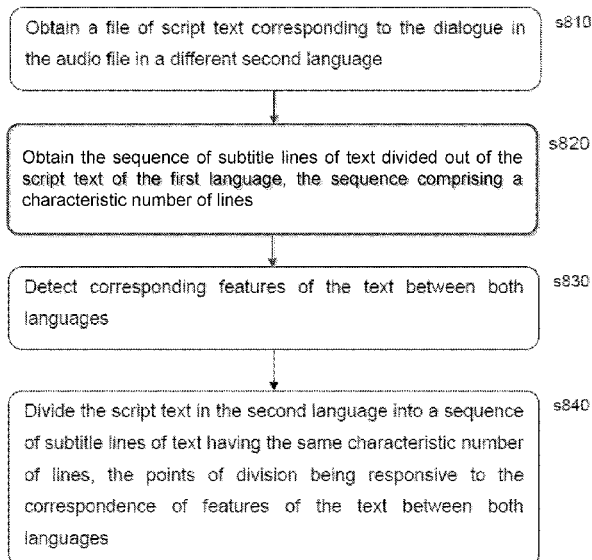 Obtain a file of script text corresponding to the dialogue in
the audio file in a different second language
s810
Obtain the sequence of subtitle lines of text divided out of the
script text of the first language, the sequence comprising a
characteristic number of lines
s820
Detect corresponding features of the text between both
languages
s830
Divide the script text in the second language into a sequence
of subtitle lines of text having the same characteristic number
of lines, the points of division being responsive to the
correspondence of features of the text between both
languages
s840